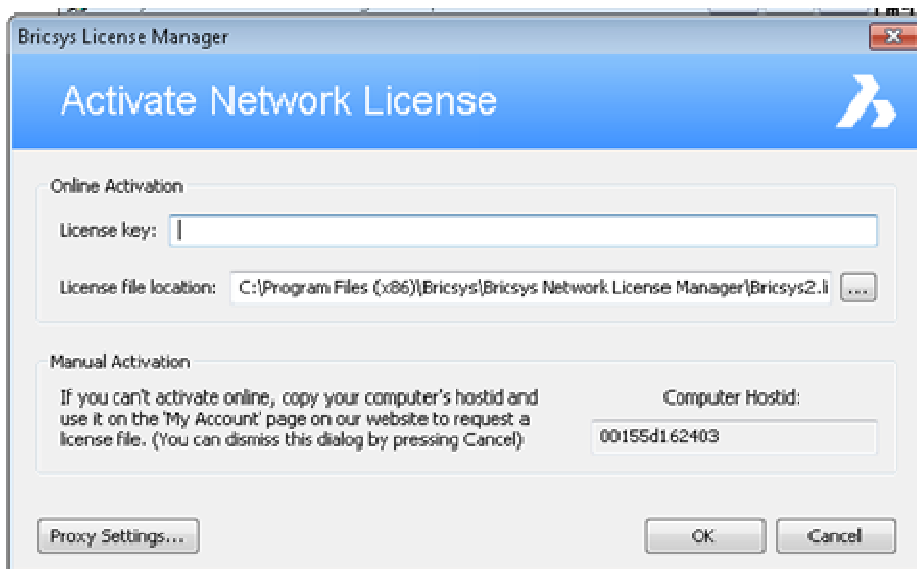 Bricsys License Manager
Activate Network License
Online Activation
License key:
License file location: C:\Program Files (x86)\Bricsys\Bricsys Network License Manager\Bricsys2.li ...
Manual Activation
If you can't activate online, copy your computer's hostid and
use it on the 'My Account' page on our website to request a
license file. (You can dismiss this dialog by pressing Cancel)
Computer Hostid:
00155d162403
Proxy Settings...
OK
Cancel